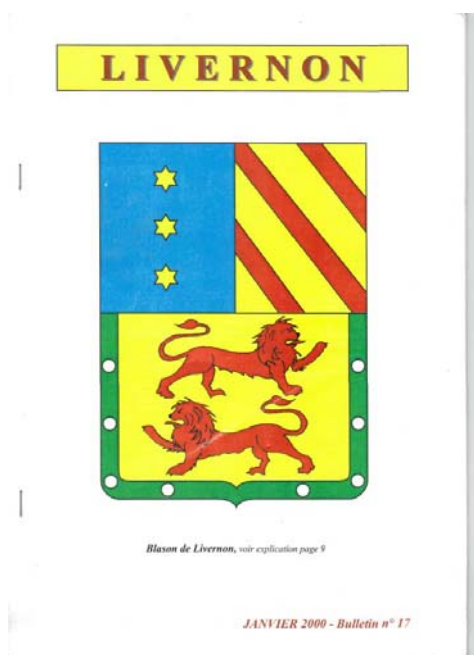 LIVERNON
Blason de Livernon, voir explication page 9
JANVIER 2000 - Bulletin n° 17